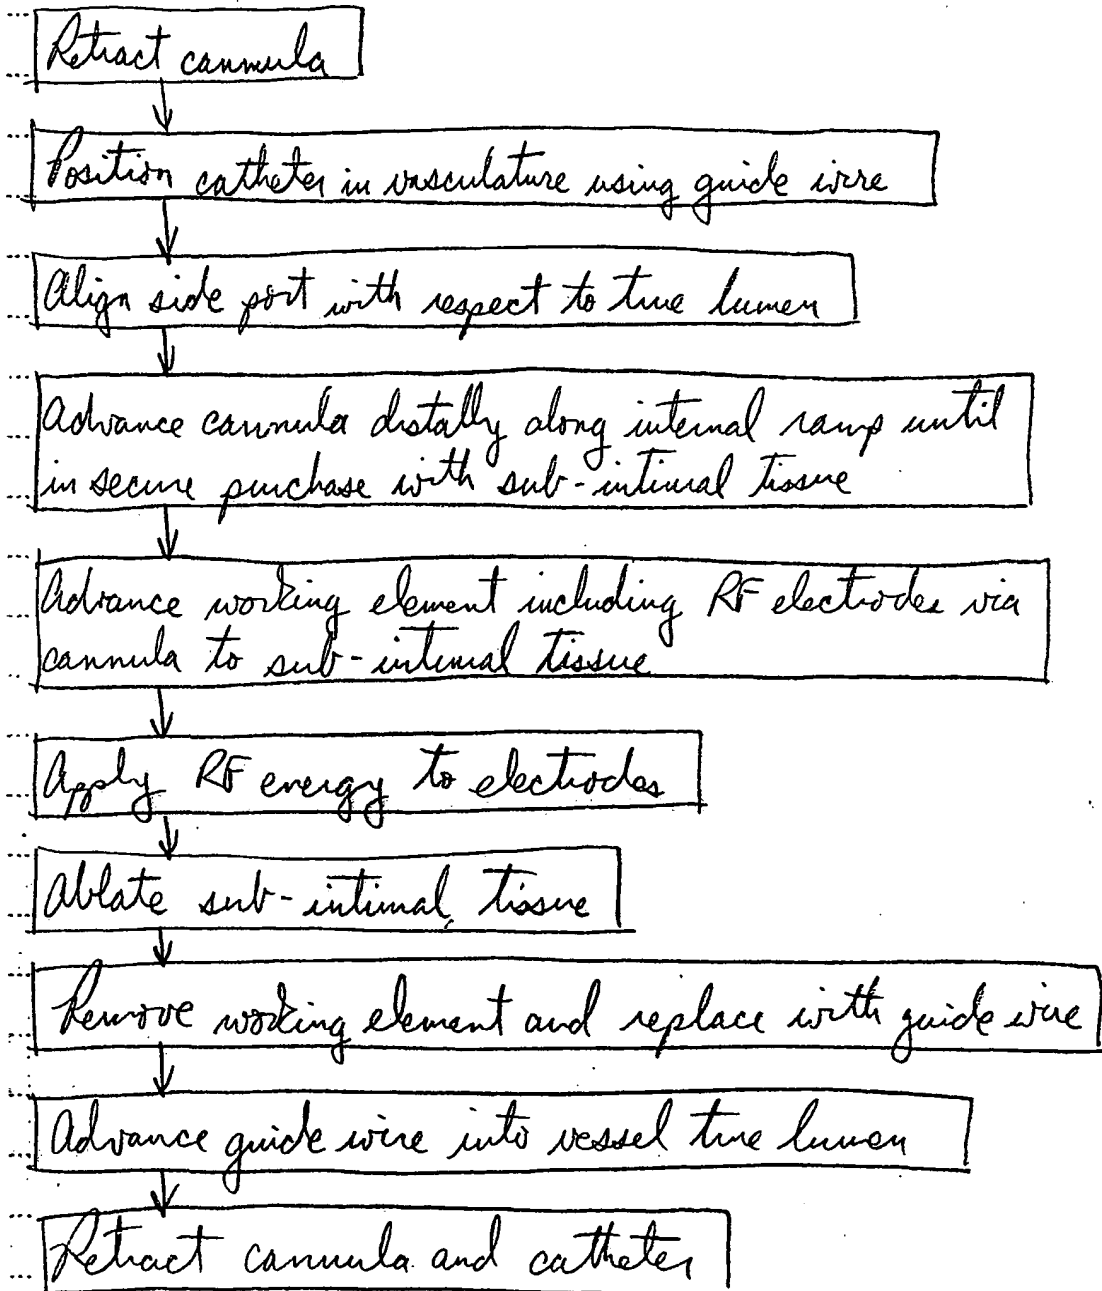 Retract cannula
Position catheter in vasculature using guide wire
Align side port with respect to true lumen
Advance cannula distally along internal ramp until
in secure purchase with sub-intimal tissue
Advance working element including RF electrodes via
cannula to sub-intimal tissue
Apply RF energy to electrodes
Ablate sub-intimal tissue
Remove working element and replace with guide wire
Advance guide wire into vessel true lumen
Retract cannula and catheter